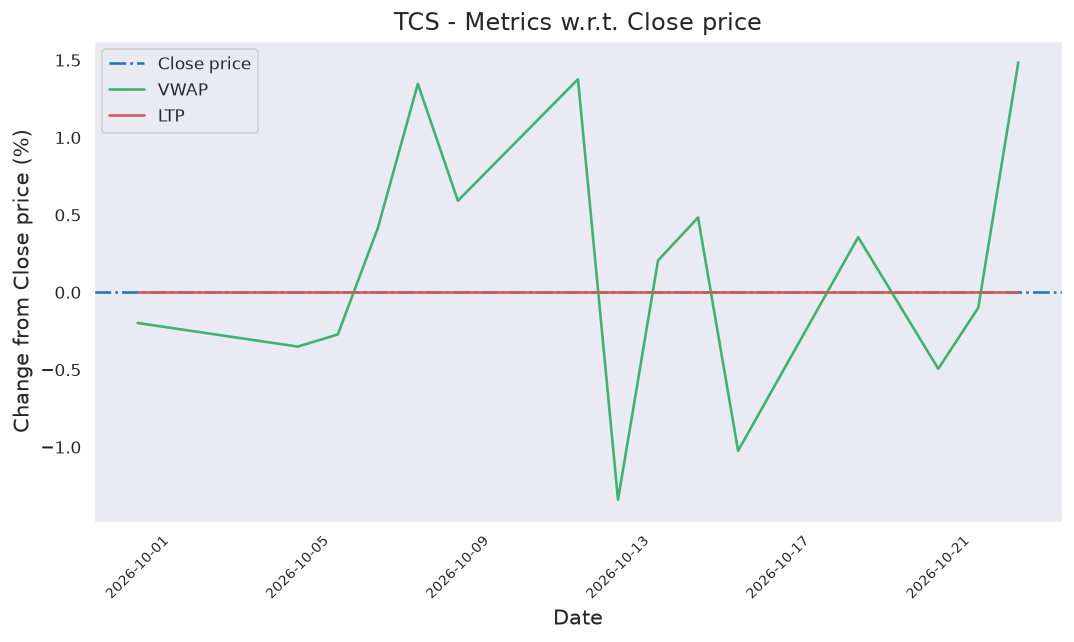 TCS - Metrics w.r.t. Close price
Close price
VWAP
LTP
Change from Close price (%)
1.5
1.0
0.5
0.0
−0.5
−1.0
2026-10-01
2026-10-05
2026-10-09
2026-10-13
2026-10-17
2026-10-21
Date